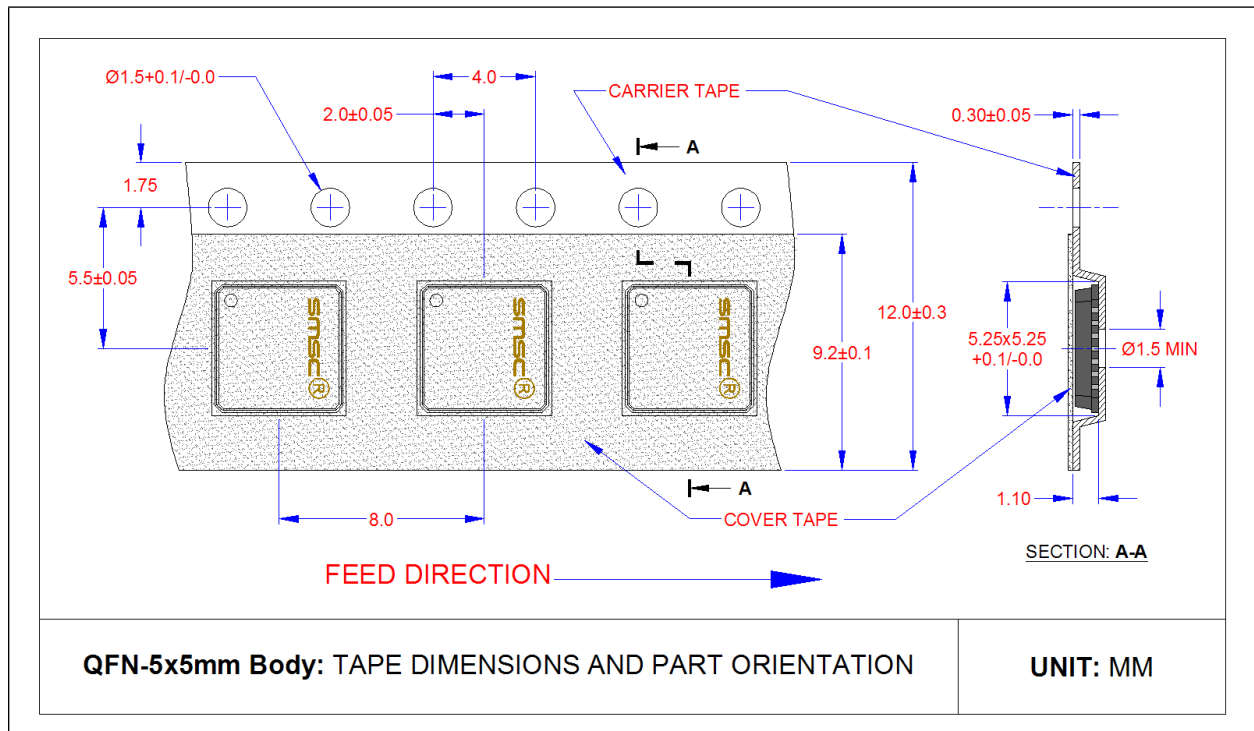 Ø1.5+0.1/-0.0
4.0
CARRIER TAPE
0.30±0.05
2.0±0.05
A
1.75
5.5±0.05
12.0±0.3
9.2±0.1
5.25x5.25
+0.1/-0.0
Ø1.5 MIN
smsc®
smsc®
smsc®
A
1.10
8.0
COVER TAPE
SECTION: A-A
FEED DIRECTION
QFN-5x5mm Body: TAPE DIMENSIONS AND PART ORIENTATION
UNIT: MM